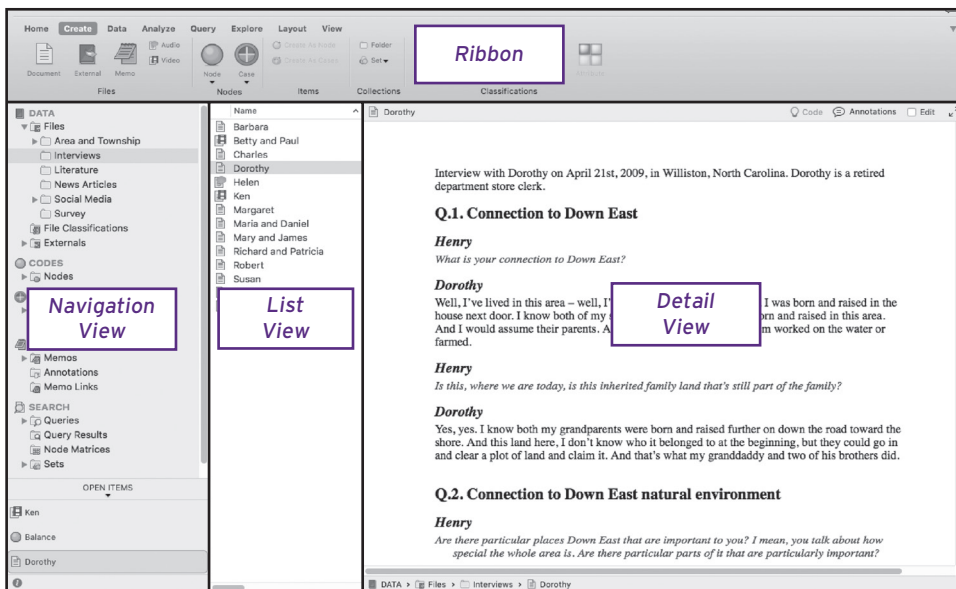 Home Create Data Analyze Query Explore Layout View
Audio
Video
Create As Node
Create As Cases
Folder
Set
Document External Memo
Node Case
Files Nodes Items Collections Classifications
Ribbon
DATA
Files
Area and Township
Interviews
Literature
News Articles
Social Media
Survey
File Classifications
Externals
CODES
Nodes
Navigation
View
Memos
Annotations
Memo Links
SEARCH
Queries
Query Results
Node Matrices
Sets
OPEN ITEMS
Ken
Balance
Dorothy
Name
Barbara
Betty and Paul
Charles
Dorothy
Helen
Ken
Margaret
Maria and Daniel
Mary and James
Richard and Patricia
Robert
Susan
List
View
Dorothy Code Annotations Edit
Interview with Dorothy on April 21st, 2009, in Williston, North Carolina. Dorothy is a retired
department store clerk.
Q.1. Connection to Down East
Henry
What is your connection to Down East?
Dorothy
Well, I've lived in this area – well, I' I was born and raised in the
house next door. I know both of my rn and raised in this area.
And I would assume their parents. A m worked on the water or
farmed.
Detail
View
Henry
Is this, where we are today, is this inherited family land that's still part of the family?
Dorothy
Yes, yes. I know both my grandparents were born and raised further on down the road toward the
shore. And this land here, I don't know who it belonged to at the beginning, but they could go in
and clear a plot of land and claim it. And that's what my granddaddy and two of his brothers did.
Q.2. Connection to Down East natural environment
Henry
Are there particular places Down East that are important to you? I mean, you talk about how
special the whole area is. Are there particular parts of it that are particularly important?
DATA > Files > Interviews > Dorothy